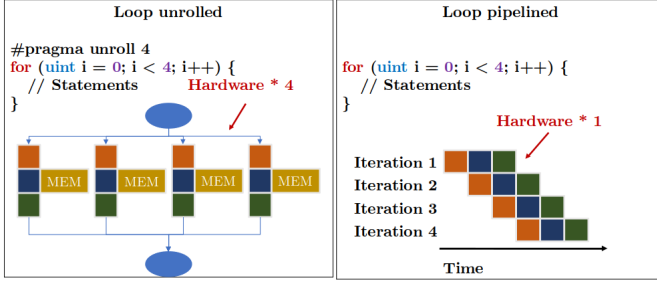 Loop unrolled
#pragma unroll 4
for (uint i = 0; i < 4; i++) {
// Statements
}
Hardware * 4
MEM MEM MEM MEM
Loop pipelined
for (uint i = 0; i < 4; i++) {
// Statements
}
Hardware * 1
Iteration 1
Iteration 2
Iteration 3
Iteration 4
Time